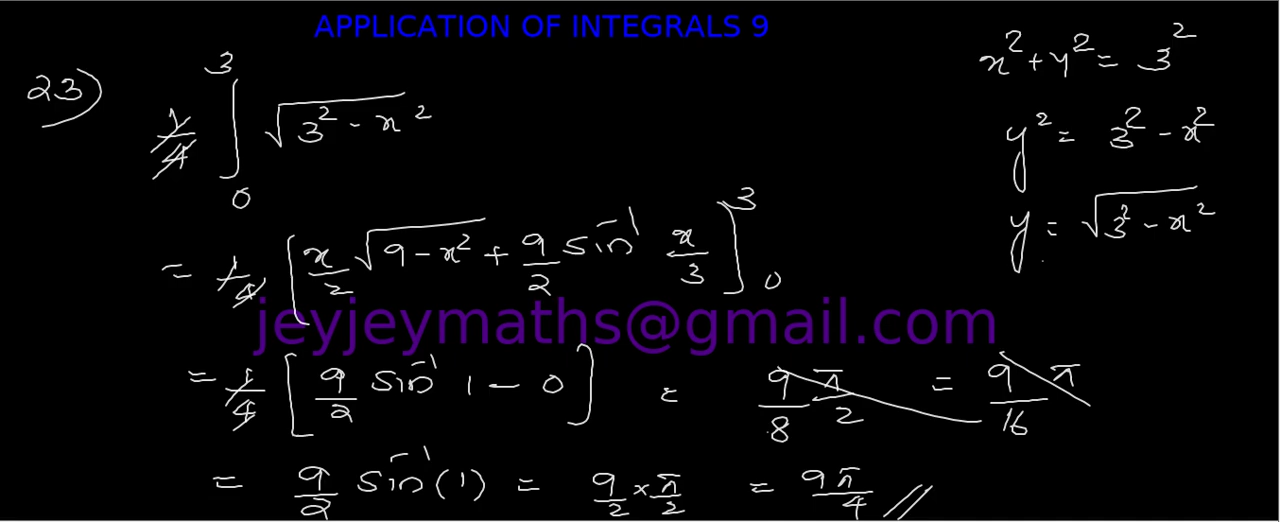 APPLICATION OF INTEGRALS 9
x² + y² = 3²
23) 1/4 ∫₀³ √(3² - x²)
y² = 3² - x²
y = √(3² - x²)
= 1/4 [x/2 √(9 - x²) + 9/2 sin⁻¹ x/3]₀³
jeyjeymaths@gmail.com
= 1/4 [9/2 sin⁻¹ 1 - 0] = 9/8 π/2 = 9/16 π
= 9/2 sin⁻¹(1) = 9/2 × π/2 = 9π/4 //